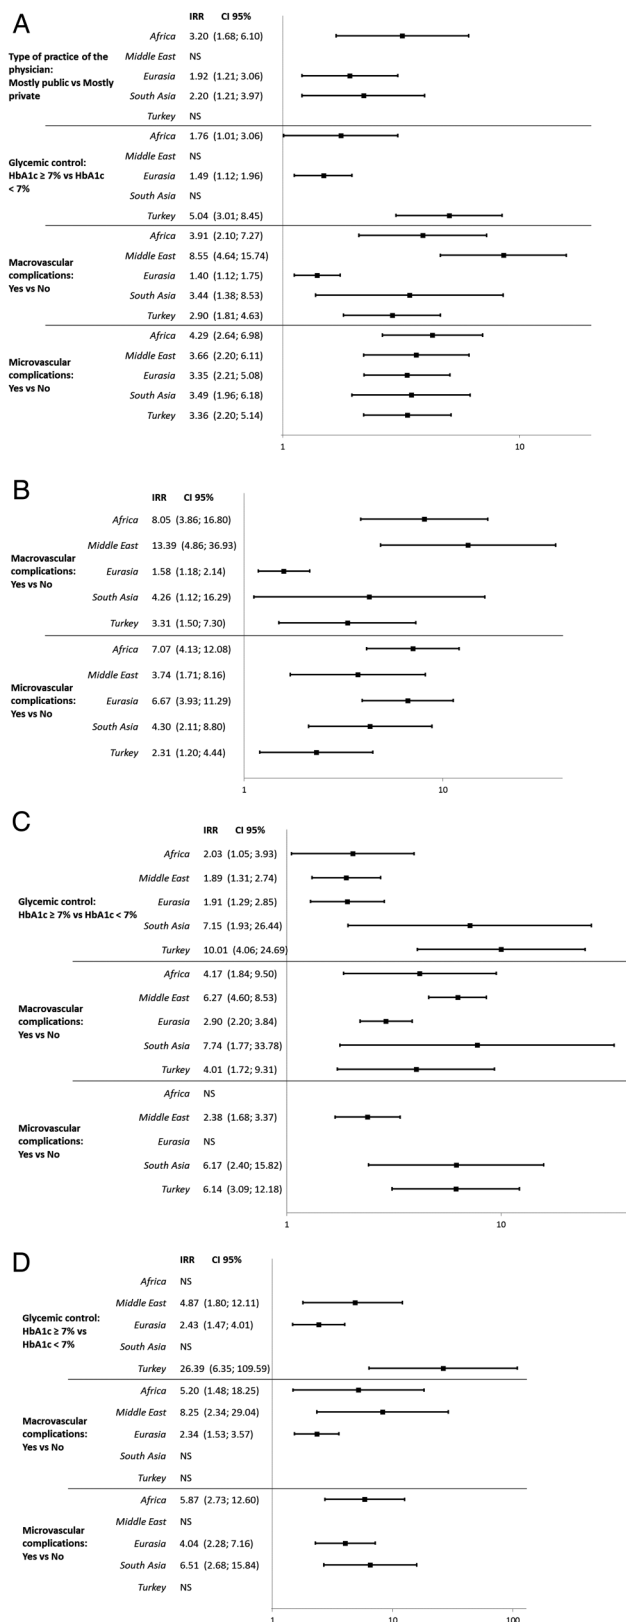 A
IRR CI 95%
Africa 3.20 (1.68; 6.10)
Type of practice of the
physician:
Mostly public vs Mostly
private
Middle East NS
Eurasia 1.92 (1.21; 3.06)
South Asia 2.20 (1.21; 3.97)
Turkey NS
Africa 1.76 (1.01; 3.06)
Glycemic control:
HbA1c ≥ 7% vs HbA1c
< 7%
Middle East NS
Eurasia 1.49 (1.12; 1.96)
South Asia NS
Turkey 5.04 (3.01; 8.45)
Africa 3.91 (2.10; 7.27)
Macrovascular
complications:
Yes vs No
Middle East 8.55 (4.64; 15.74)
Eurasia 1.40 (1.12; 1.75)
South Asia 3.44 (1.38; 8.53)
Turkey 2.90 (1.81; 4.63)
Africa 4.29 (2.64; 6.98)
Microvascular
complications:
Yes vs No
Middle East 3.66 (2.20; 6.11)
Eurasia 3.35 (2.21; 5.08)
South Asia 3.49 (1.96; 6.18)
Turkey 3.36 (2.20; 5.14)
1 10
B
IRR CI 95%
Africa 8.05 (3.86; 16.80)
Macrovascular
complications:
Yes vs No
Middle East 13.39 (4.86; 36.93)
Eurasia 1.58 (1.18; 2.14)
South Asia 4.26 (1.12; 16.29)
Turkey 3.31 (1.50; 7.30)
Africa 7.07 (4.13; 12.08)
Microvascular
complications:
Yes vs No
Middle East 3.74 (1.71; 8.16)
Eurasia 6.67 (3.93; 11.29)
South Asia 4.30 (2.11; 8.80)
Turkey 2.31 (1.20; 4.44)
1 10
C
IRR CI 95%
Africa 2.03 (1.05; 3.93)
Glycemic control:
HbA1c ≥ 7% vs HbA1c < 7%
Middle East 1.89 (1.31; 2.74)
Eurasia 1.91 (1.29; 2.85)
South Asia 7.15 (1.93; 26.44)
Turkey 10.01 (4.06; 24.69)
Africa 4.17 (1.84; 9.50)
Macrovascular
complications:
Yes vs No
Middle East 6.27 (4.60; 8.53)
Eurasia 2.90 (2.20; 3.84)
South Asia 7.74 (1.77; 33.78)
Turkey 4.01 (1.72; 9.31)
Africa NS
Microvascular
complications:
Yes vs No
Middle East 2.38 (1.68; 3.37)
Eurasia NS
South Asia 6.17 (2.40; 15.82)
Turkey 6.14 (3.09; 12.18)
1 10
D
IRR CI 95%
Africa NS
Glycemic control:
HbA1c ≥ 7% vs
HbA1c < 7%
Middle East 4.87 (1.80; 12.11)
Eurasia 2.43 (1.47; 4.01)
South Asia NS
Turkey 26.39 (6.35; 109.59)
Africa 5.20 (1.48; 18.25)
Macrovascular
complications:
Yes vs No
Middle East 8.25 (2.34; 29.04)
Eurasia 2.34 (1.53; 3.57)
South Asia NS
Turkey NS
Africa 5.87 (2.73; 12.60)
Microvascular
complications:
Yes vs No
Middle East NS
Eurasia 4.04 (2.28; 7.16)
South Asia 6.51 (2.68; 15.84)
Turkey NS
1 10 100